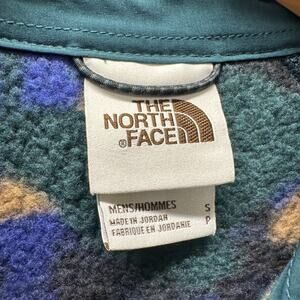 THE
NORTH
®FACE
MENS/HOMMES S
MADE IN JORDAN P
FABRIQUE EN JORDANIE